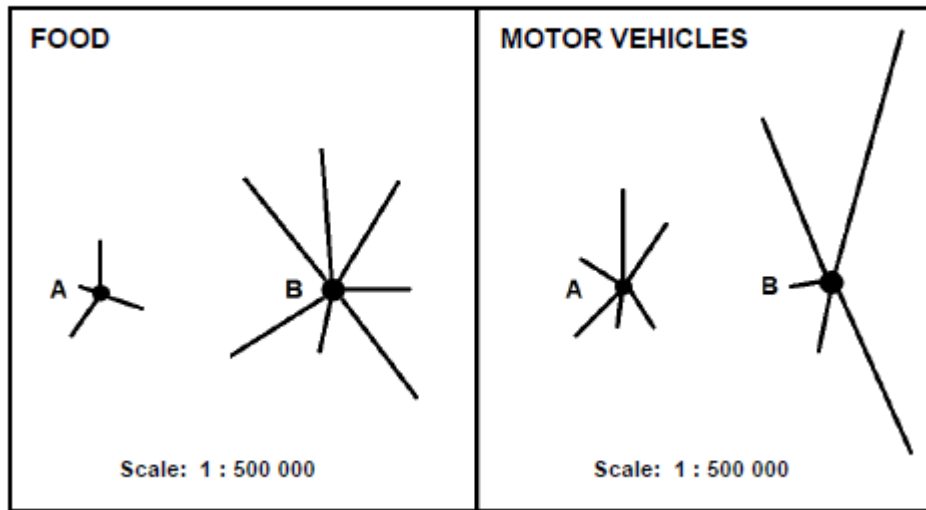 FOOD
A
B
Scale: 1 : 500 000
MOTOR VEHICLES
A
B
Scale: 1 : 500 000